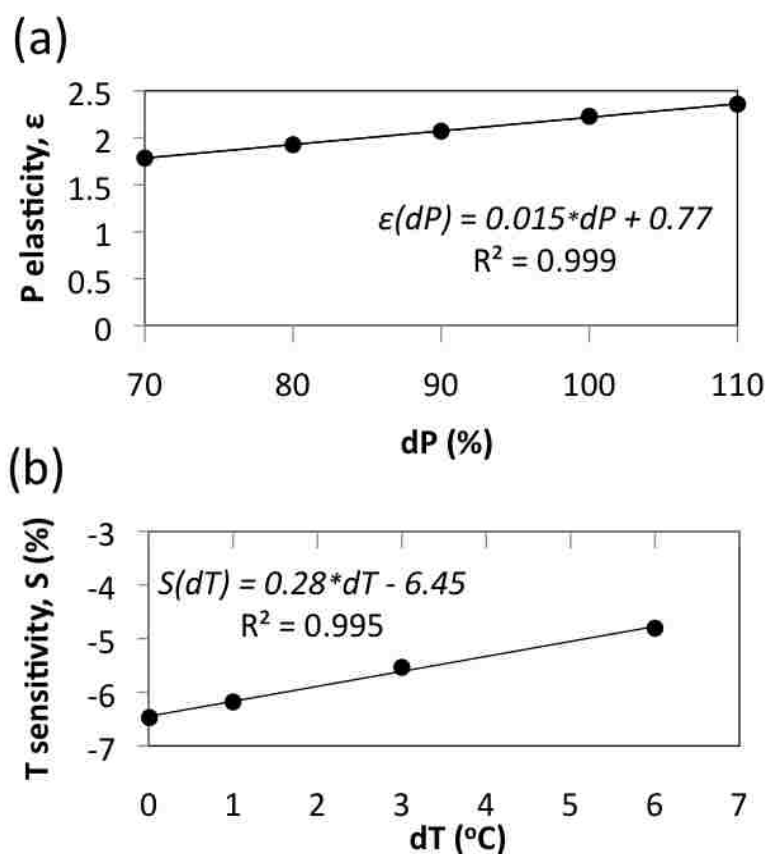 (a)
P elasticity, ε
2.5
2
1.5
1
0.5
0
ε(dP) = 0.015*dP + 0.77
R² = 0.999
70 80 90 100 110
dP (%)
(b)
T sensitivity, S (%)
-3
-4
-5
-6
-7
S(dT) = 0.28*dT - 6.45
R² = 0.995
0 1 2 3 4 5 6 7
dT (ºC)